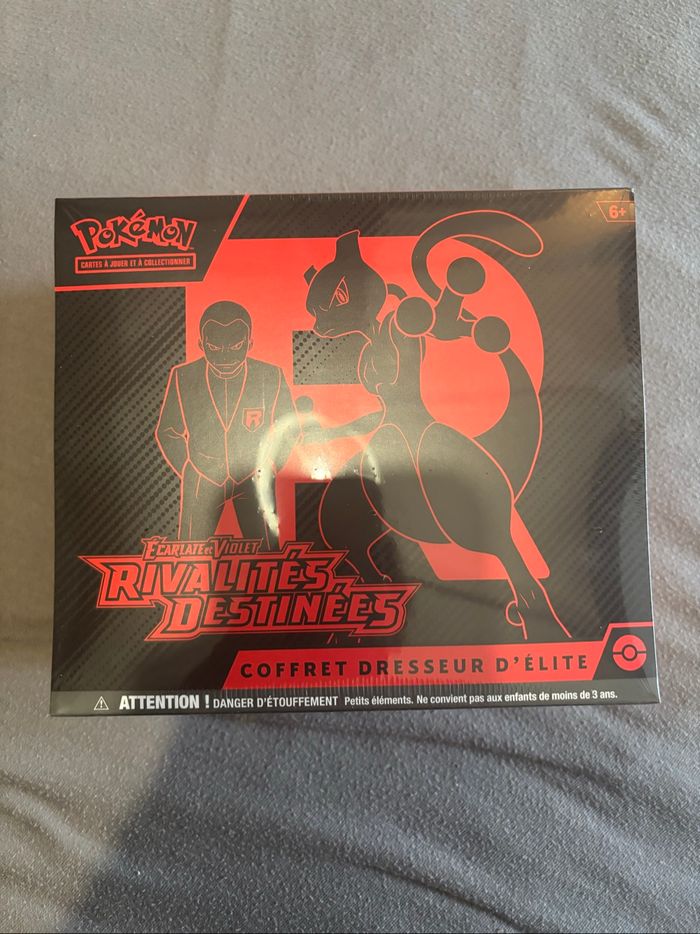 POKÉMON
CARTES À JOUER ET À COLLECTIONNER
6+
R
ÉCARLATE ET VIOLET
RIVALITÉS
DESTINÉES
COFFRET DRESSEUR D'ÉLITE
ATTENTION ! DANGER D'ÉTOUFFEMENT Petits éléments. Ne convient pas aux enfants de moins de 3 ans.